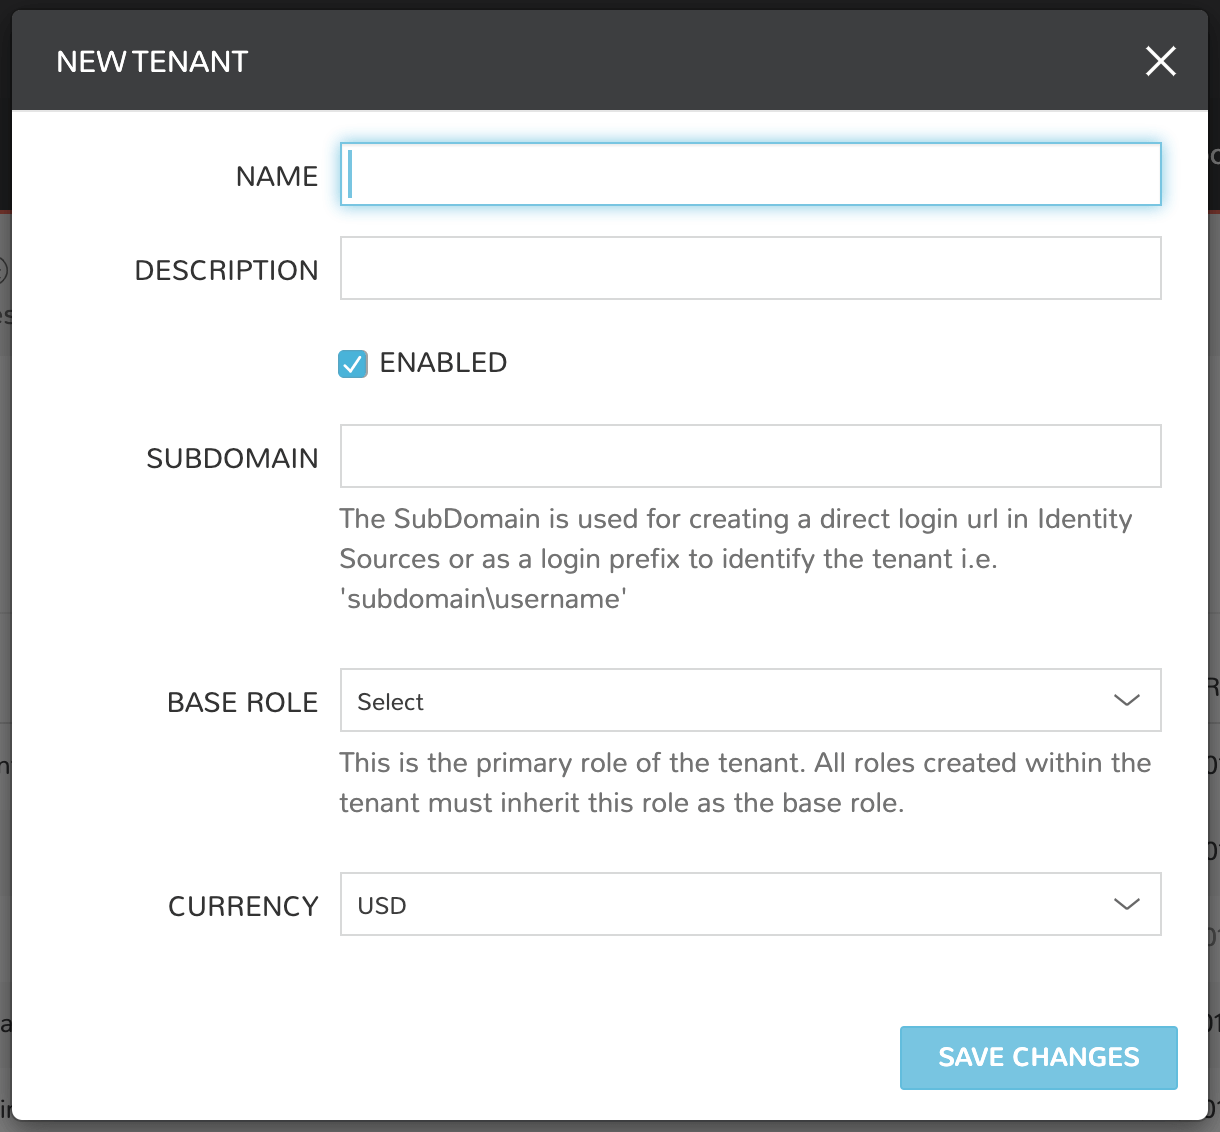 NEW TENANT
NAME
DESCRIPTION
ENABLED
SUBDOMAIN
The SubDomain is used for creating a direct login url in Identity
Sources or as a login prefix to identify the tenant i.e.
'subdomain\username'
BASE ROLE
Select
This is the primary role of the tenant. All roles created within the
tenant must inherit this role as the base role.
CURRENCY
USD
SAVE CHANGES